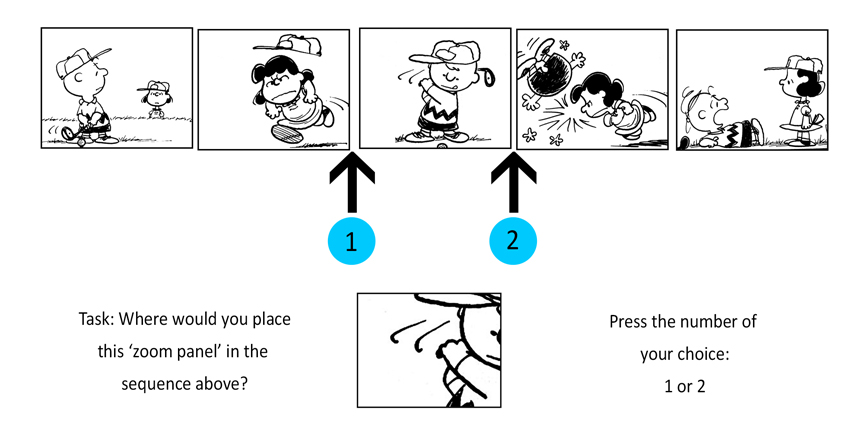 1
2
Task: Where would you place
this ‘zoom panel’ in the
sequence above?
Press the number of
your choice:
1 or 2